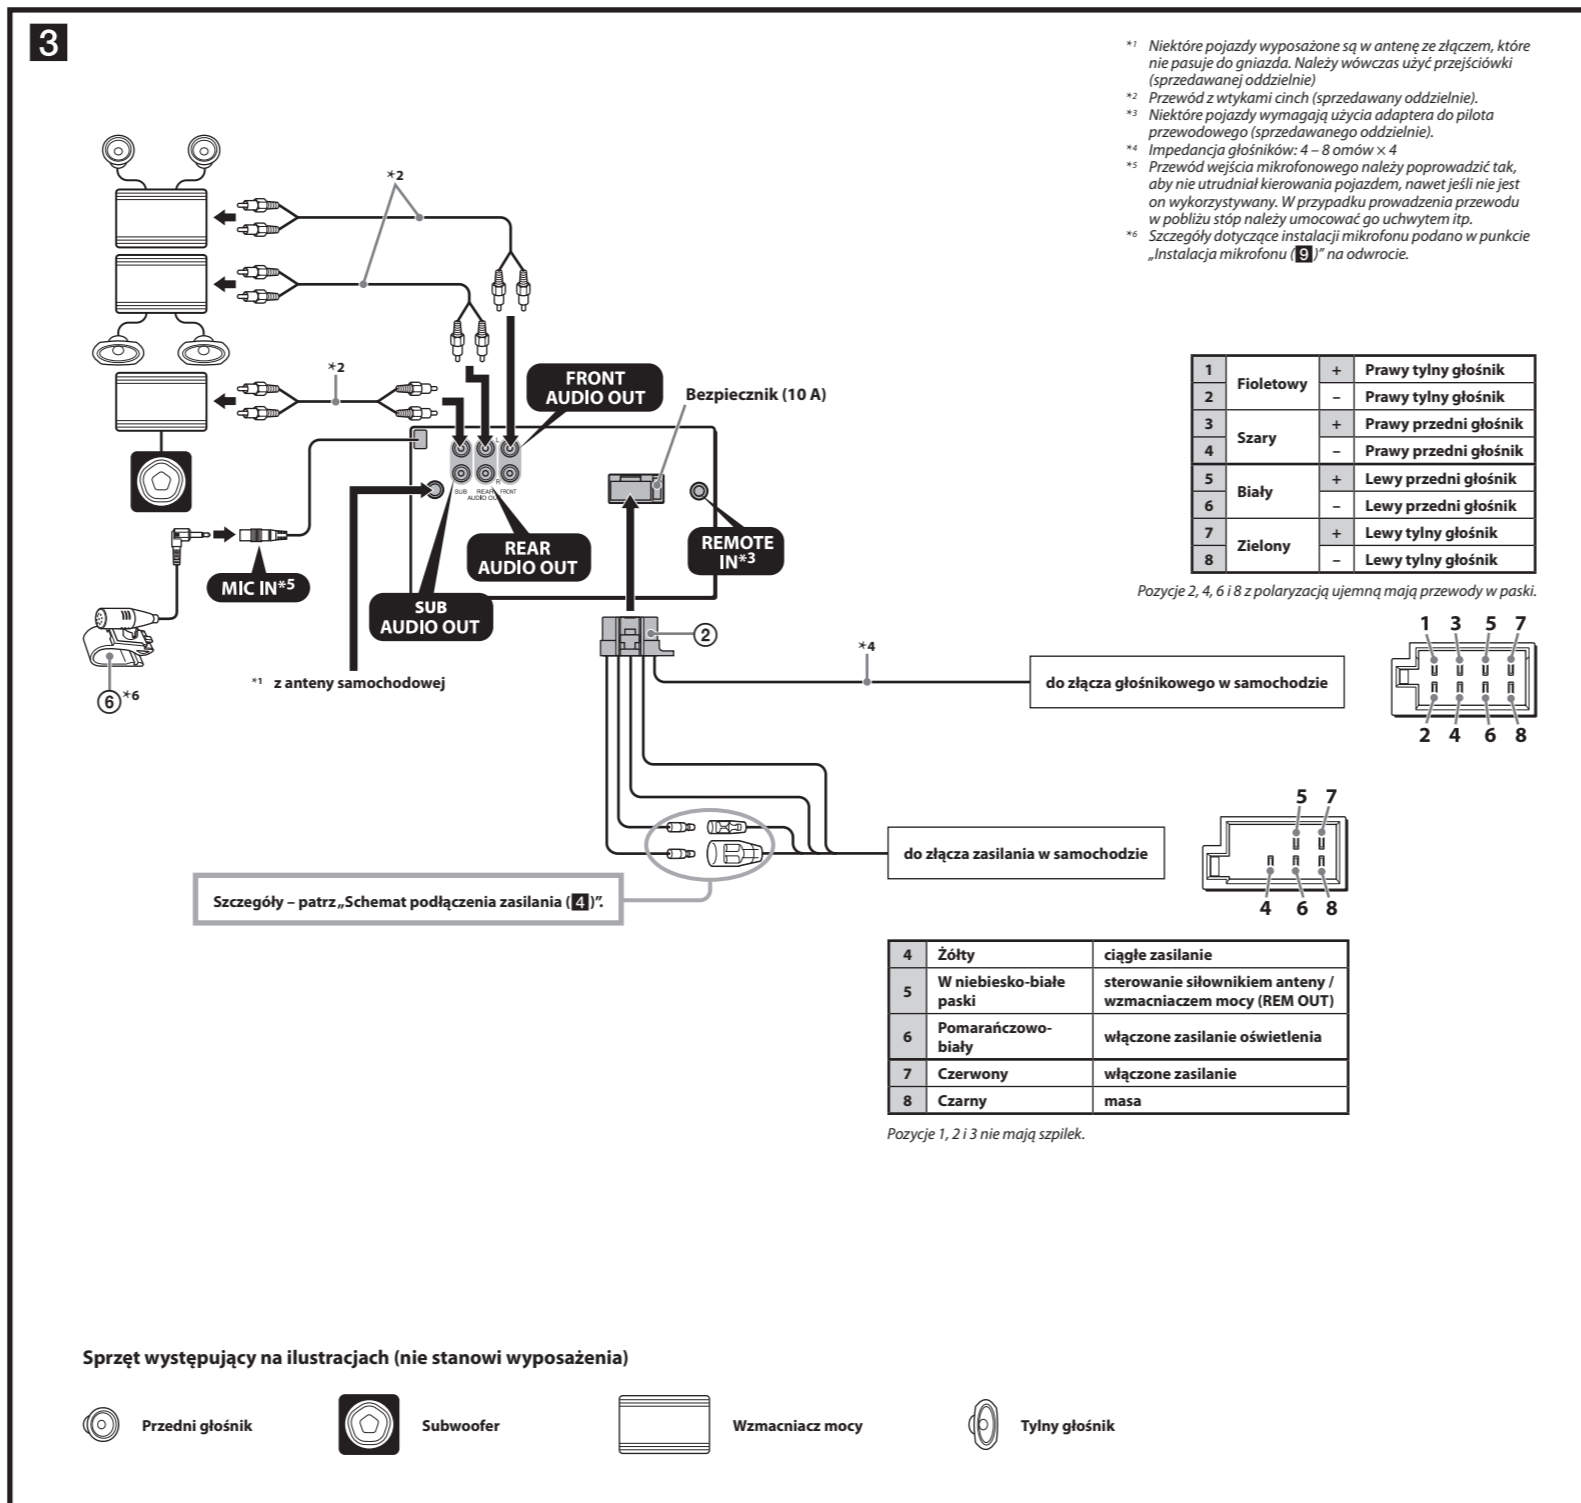 3
*1 Niektóre pojazdy wyposażone są w antenę ze złączem, które
nie pasuje do gniazda. Należy wówczas użyć przejściówki
(sprzedawanej oddzielnie)
*2 Przewód z wtykami cinch (sprzedawany oddzielnie).
*3 Niektóre pojazdy wymagają użycia adaptera do pilota
przewodowego (sprzedawanego oddzielnie).
*4 Impedancja głośników: 4 – 8 omów × 4
*5 Przewód wejścia mikrofonowego należy poprowadzić tak,
aby nie utrudniał kierowania pojazdem, nawet jeśli nie jest
on wykorzystywany. W przypadku prowadzenia przewodu
w pobliżu stóp należy umocować go uchwytem itp.
*6 Szczegóły dotyczące instalacji mikrofonu podano w punkcie
„Instalacja mikrofonu (9)” na odwrocie.
*2
*2
FRONT
AUDIO OUT
Bezpiecznik (10 A)
L
R
SUB REAR FRONT
AUDIO OUT
REAR
AUDIO OUT
REMOTE
IN*3
MIC IN*5
SUB
AUDIO OUT
2
6 *6
*1 z anteny samochodowej
*4
do złącza głośnikowego w samochodzie
1 Fioletowy + Prawy tylny głośnik
2 – Prawy tylny głośnik
3 Szary + Prawy przedni głośnik
4 – Prawy przedni głośnik
5 Biały + Lewy przedni głośnik
6 – Lewy przedni głośnik
7 Zielony + Lewy tylny głośnik
8 – Lewy tylny głośnik
Pozycje 2, 4, 6 i 8 z polaryzacją ujemną mają przewody w paski.
1 3 5 7
2 4 6 8
do złącza zasilania w samochodzie
5 7
4 6 8
Szczegóły – patrz „Schemat podłączenia zasilania (4)”.
4 Żółty ciągłe zasilanie
5 W niebiesko-białe
paski sterowanie siłownikiem anteny /
wzmacniaczem mocy (REM OUT)
6 Pomarańczowo-
biały włączone zasilanie oświetlenia
7 Czerwony włączone zasilanie
8 Czarny masa
Pozycje 1, 2 i 3 nie mają szpilek.
Sprzęt występujący na ilustracjach (nie stanowi wyposażenia)
Przedni głośnik Subwoofer Wzmacniacz mocy Tylny głośnik